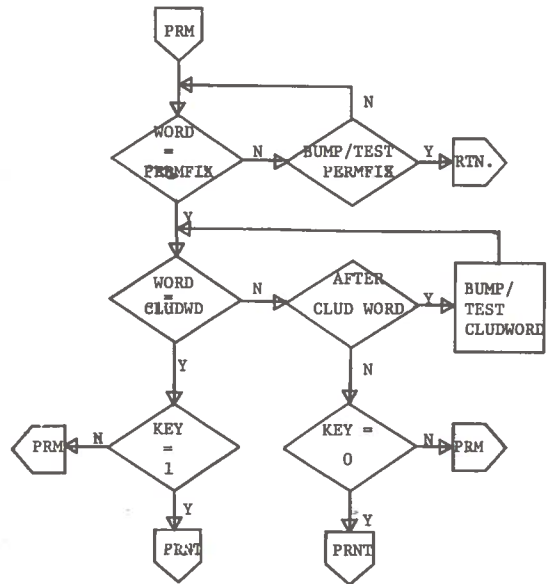 PRM
N
WORD
=
PERMFIX
N
BUMP/TEST
PERMFIX
Y
RTN.
Y
WORD
=
CLUDWD
N
AFTER
CLUD WORD
Y
BUMP/
TEST
CLUDWORD
Y
N
PRM
N
KEY
=
1
KEY =
0
N
PRM
Y
Y
PRNT
PRNT